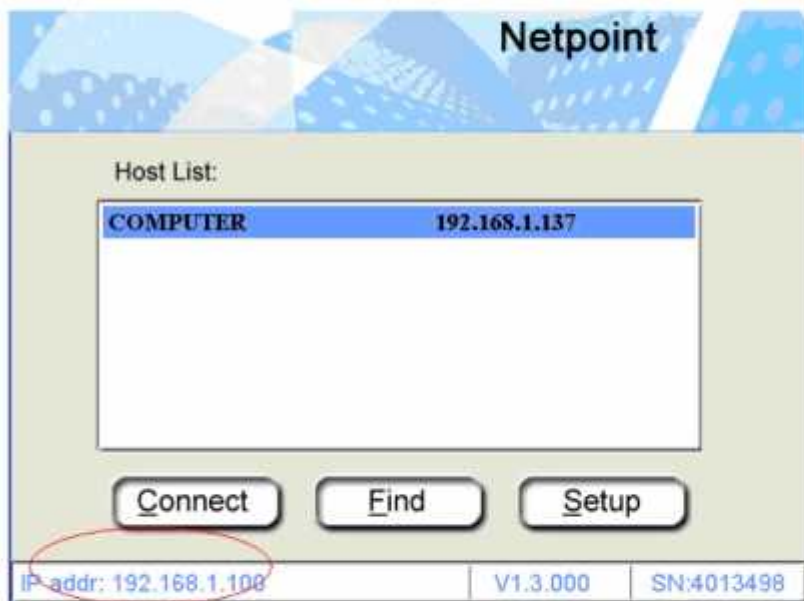 Netpoint
Host List:
COMPUTER 192.168.1.137
Connect Find Setup
IP addr: 192.168.1.100 V1.3.000 SN:4013498